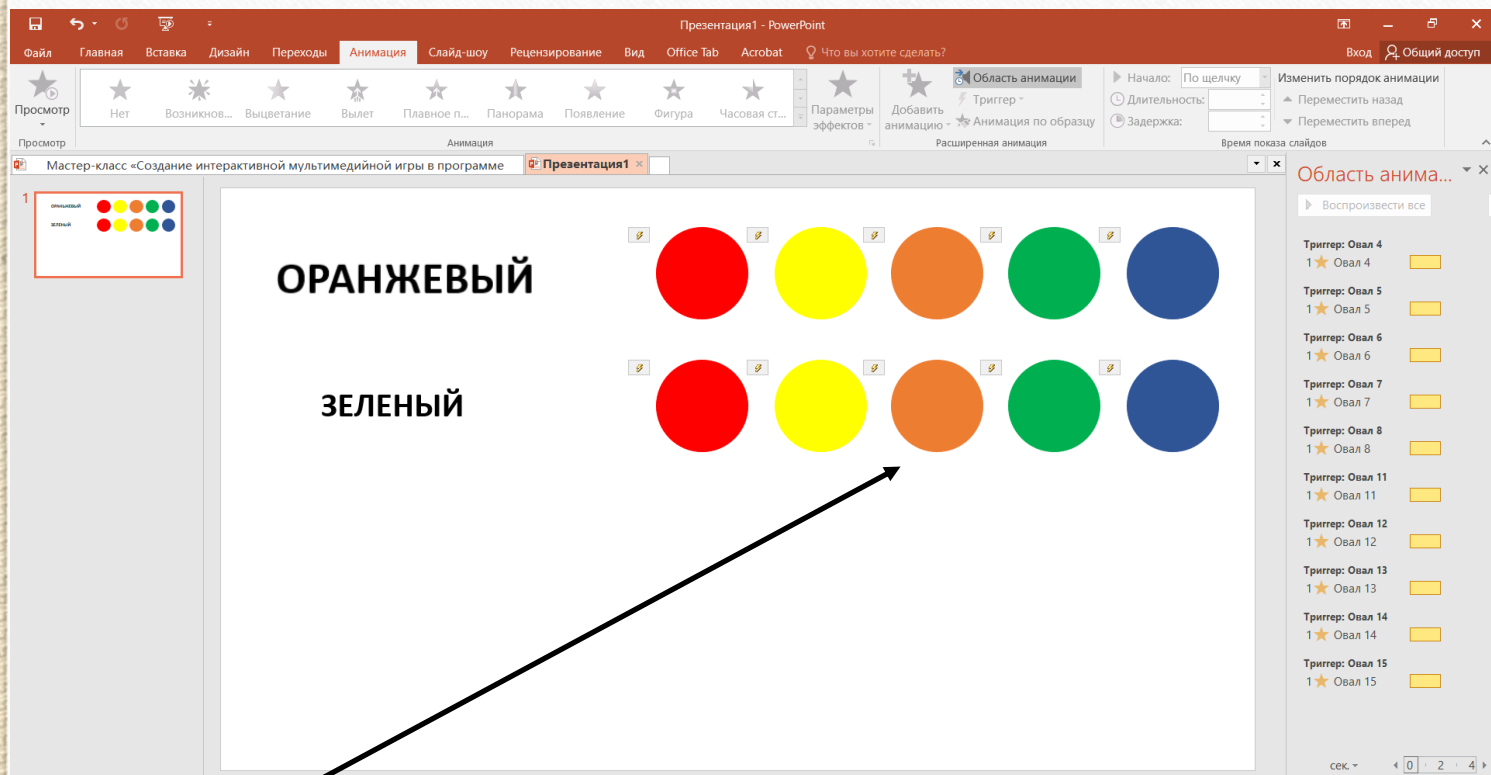 Презентация1 - PowerPoint
Файл Главная Вставка Дизайн Переходы Анимация Слайд-шоу Рецензирование Вид Office Tab Acrobat Что вы хотите сделать? Вход Общий доступ
Просмотр
Нет Возникнов... Выцветание Вылет Плавное п... Панорама Появление Фигура Часовая ст...
Параметры эффектов
Добавить анимацию
Область анимации
Триггер
Анимация по образцу
Начало: По щелчку
Длительность:
Задержка:
Изменить порядок анимации
Переместить назад
Переместить вперед
Просмотр Анимация Расширенная анимация Время показа слайдов
Мастер-класс «Создание интерактивной мультимедийной игры в программе Презентация1
1
ОРАНЖЕВЫЙ
ЗЕЛЕНЫЙ
ОРАНЖЕВЫЙ
ЗЕЛЕНЫЙ
Область анима...
Воспроизвести все
Триггер: Овал 4
1 Овал 4
Триггер: Овал 5
1 Овал 5
Триггер: Овал 6
1 Овал 6
Триггер: Овал 7
1 Овал 7
Триггер: Овал 8
1 Овал 8
Триггер: Овал 11
1 Овал 11
Триггер: Овал 12
1 Овал 12
Триггер: Овал 13
1 Овал 13
Триггер: Овал 14
1 Овал 14
Триггер: Овал 15
1 Овал 15
сек. 0 2 4